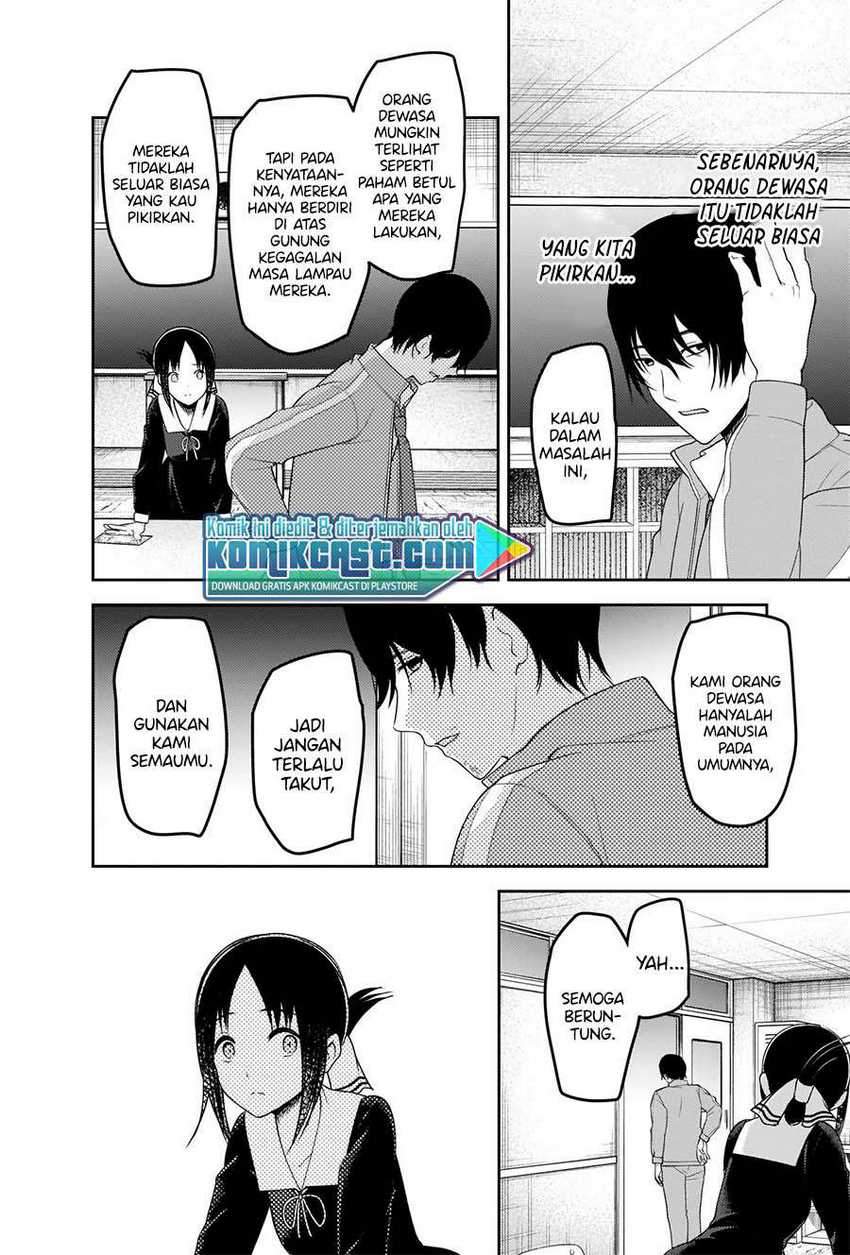 SEBENARNYA,
ORANG DEWASA
ITU TIDAKLAH
SELUAR BIASA
YANG KITA
PIKIRKAN...
KALAU
DALAM
MASALAH
INI,
ORANG
DEWASA
MUNGKIN
TERLIHAT
SEPERTI
PAHAM BETUL
APA YANG
MEREKA
LAKUKAN,
TAPI PADA
KENYATAAN-
NYA, MEREKA
HANYA BERDIRI
DI ATAS
GUNUNG
KEGAGALAN
MASA LAMPAU
MEREKA.
MEREKA
TIDAKLAH
SELUAR BIASA
YANG KAU
PIKIRKAN.
Komik ini diedit & diterjemahkan oleh
KOMIKCAST.COM
DOWNLOAD GRATIS APK KOMIKCAST DI PLAYSTORE
KAMI ORANG
DEWASA
HANYALAH
MANUSIA
PADA
UMUMNYA,
JADI
JANGAN
TERLALU
TAKUT,
DAN
GUNAKAN
KAMI
SEMAUMU.
YAH...
SEMOGA
BERUN-
TUNG.